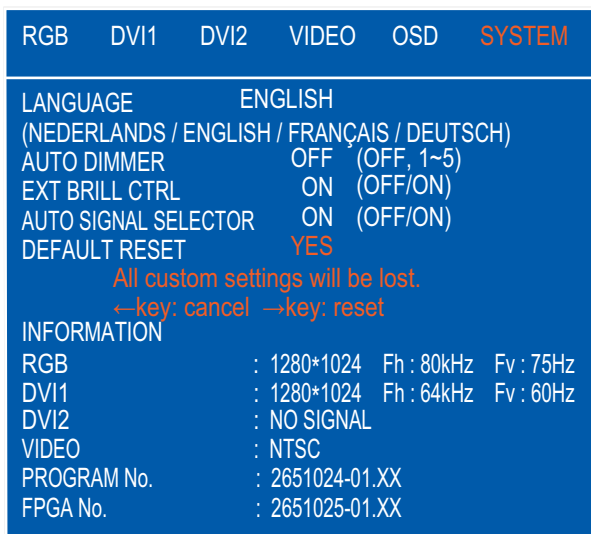 RGB DVI1 DVI2 VIDEO OSD SYSTEM
LANGUAGE ENGLISH
(NEDERLANDS / ENGLISH / FRANÇAIS / DEUTSCH)
AUTO DIMMER OFF (OFF, 1~5)
EXT BRILL CTRL ON (OFF/ON)
AUTO SIGNAL SELECTOR ON (OFF/ON)
DEFAULT RESET YES
All custom settings will be lost.
←key: cancel →key: reset
INFORMATION
RGB : 1280*1024 Fh : 80kHz Fv : 75Hz
DVI1 : 1280*1024 Fh : 64kHz Fv : 60Hz
DVI2 : NO SIGNAL
VIDEO : NTSC
PROGRAM No. : 2651024-01.XX
FPGA No. : 2651025-01.XX